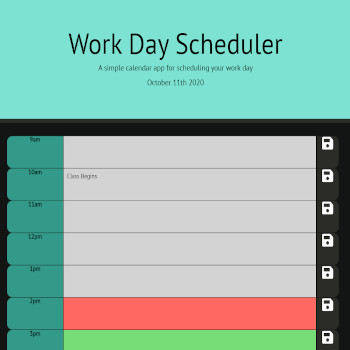 Work Day Scheduler
A simple calendar app for scheduling your work day
October 11th 2020
9am
10am
Class Begins
11am
12pm
1pm
2pm
3pm